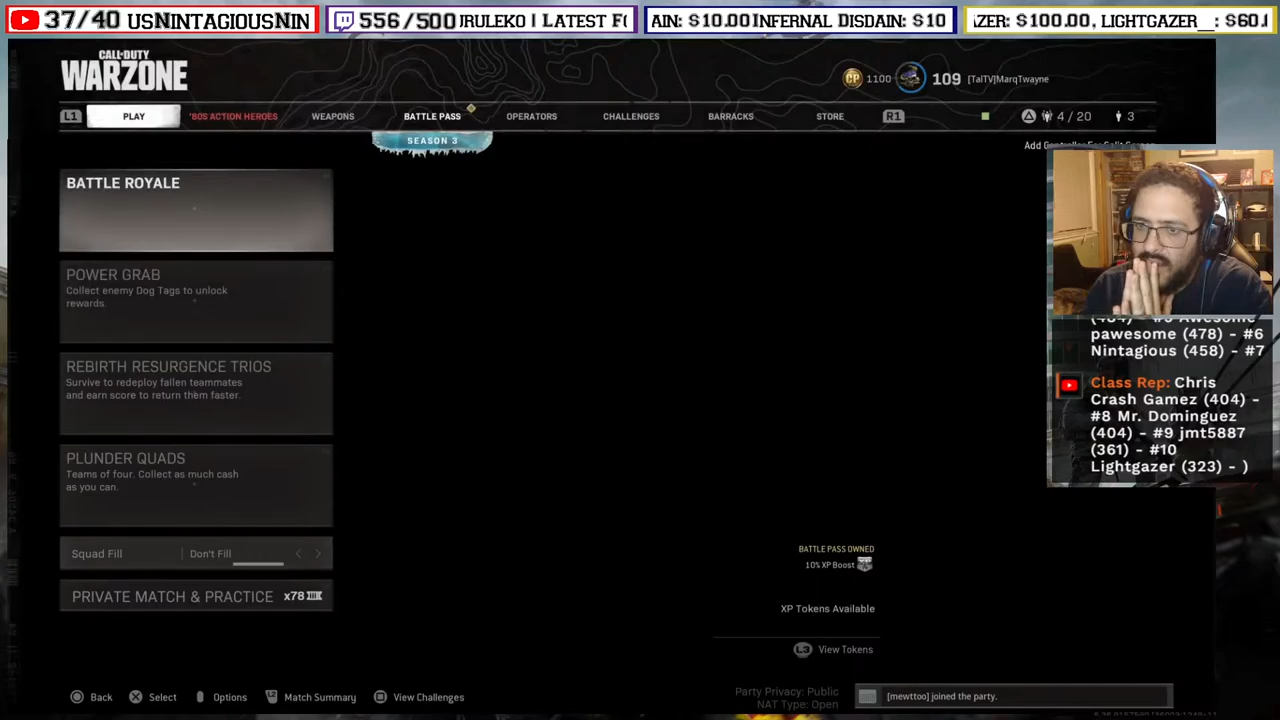 37/40 USNINTAGIOUSNIN
556/500 JRULEKO | LATEST FO
AIN: $10.00 INFERNAL DISDAIN: $10
ZER: $100.00, LIGHTGAZER__: $60.
CALL OF DUTY
WARZONE
1100 109 [TalTV]MarqTwayne
L1 PLAY '80S ACTION HEROES WEAPONS BATTLE PASS OPERATORS CHALLENGES BARRACKS STORE R1 4 / 20 3
SEASON 3
BATTLE ROYALE
POWER GRAB
Collect enemy Dog Tags to unlock
rewards.
REBIRTH RESURGENCE TRIOS
Survive to redeploy fallen teammates
and earn score to return them faster.
PLUNDER QUADS
Teams of four. Collect as much cash
as you can.
Squad Fill Don't Fill
PRIVATE MATCH & PRACTICE x78
pawesome (478) - #6
Nintagious (458) - #7
Class Rep: Chris
Crash Gamez (404) -
#8 Mr. Dominguez
(404) - #9 jmt5887
(361) - #10
Lightgazer (323) - )
BATTLE PASS OWNED
10% XP Boost
XP Tokens Available
L3 View Tokens
Back Select Options Match Summary View Challenges
Party Privacy: Public
NAT Type: Open
[mewttoo] joined the party.